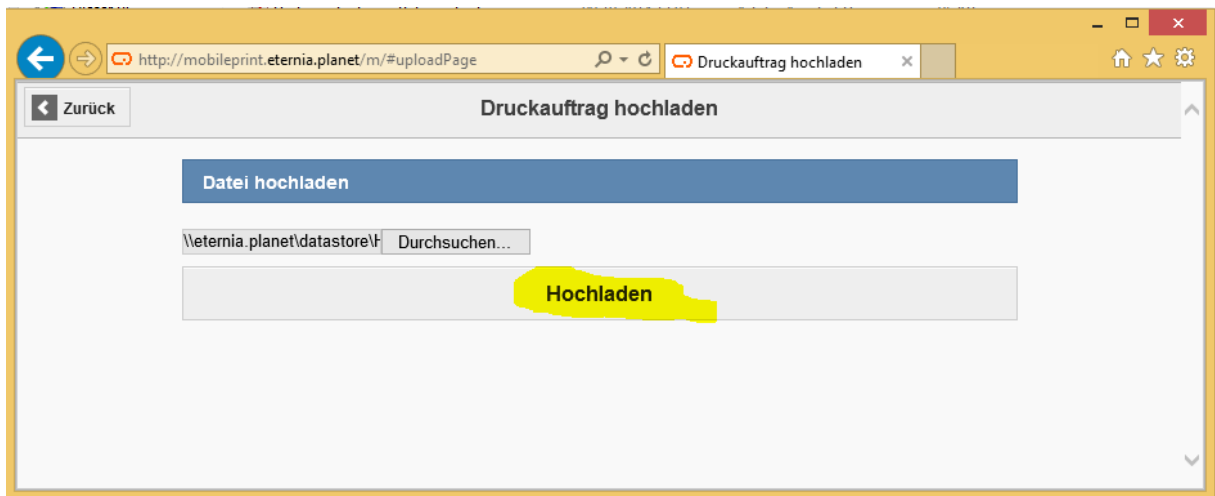 http://mobileprint.eternia.planet/m/#uploadPage
Druckauftrag hochladen
Zurück
Druckauftrag hochladen
Datei hochladen
\\eternia.planet\datastore\
Durchsuchen...
Hochladen